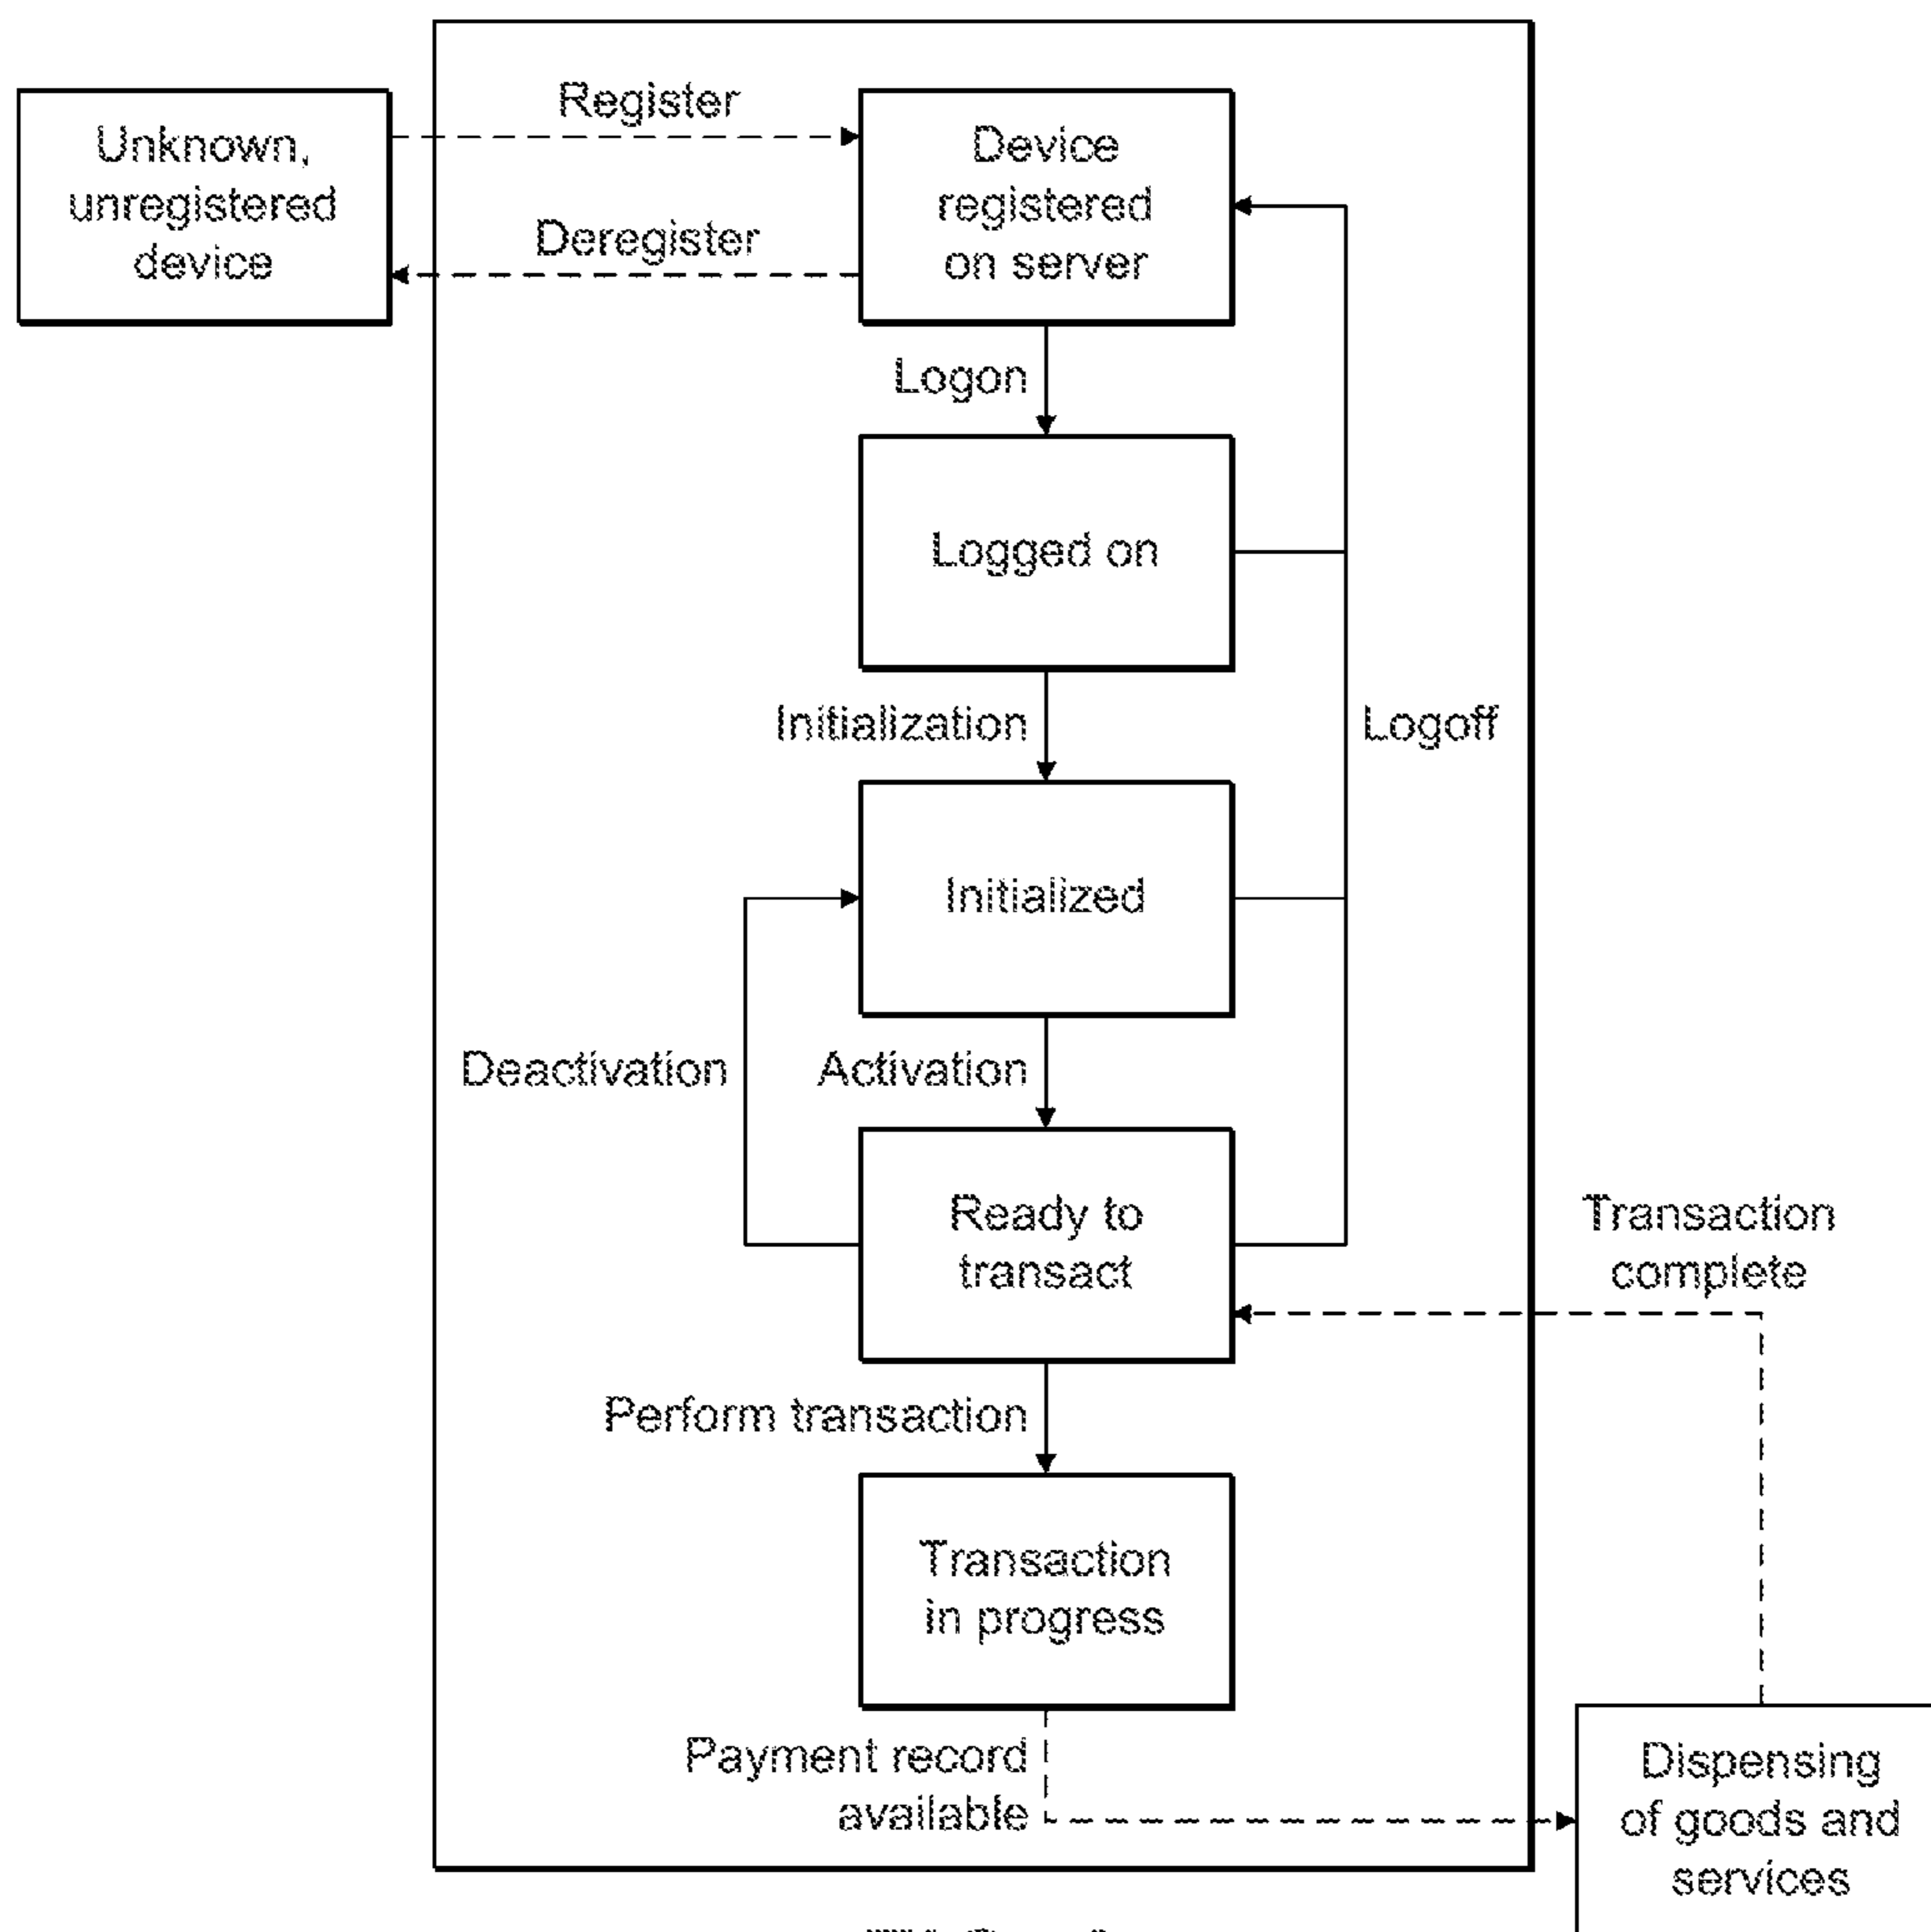 Register
Unknown,
unregistered
device
Device
registered
on server
Deregister
Logon
Logged on
Initialization
Logoff
Initialized
Deactivation
Activation
Ready to
transact
Transaction
complete
Perform transaction
Transaction
in progress
Payment record
available
Dispensing
of goods and
services